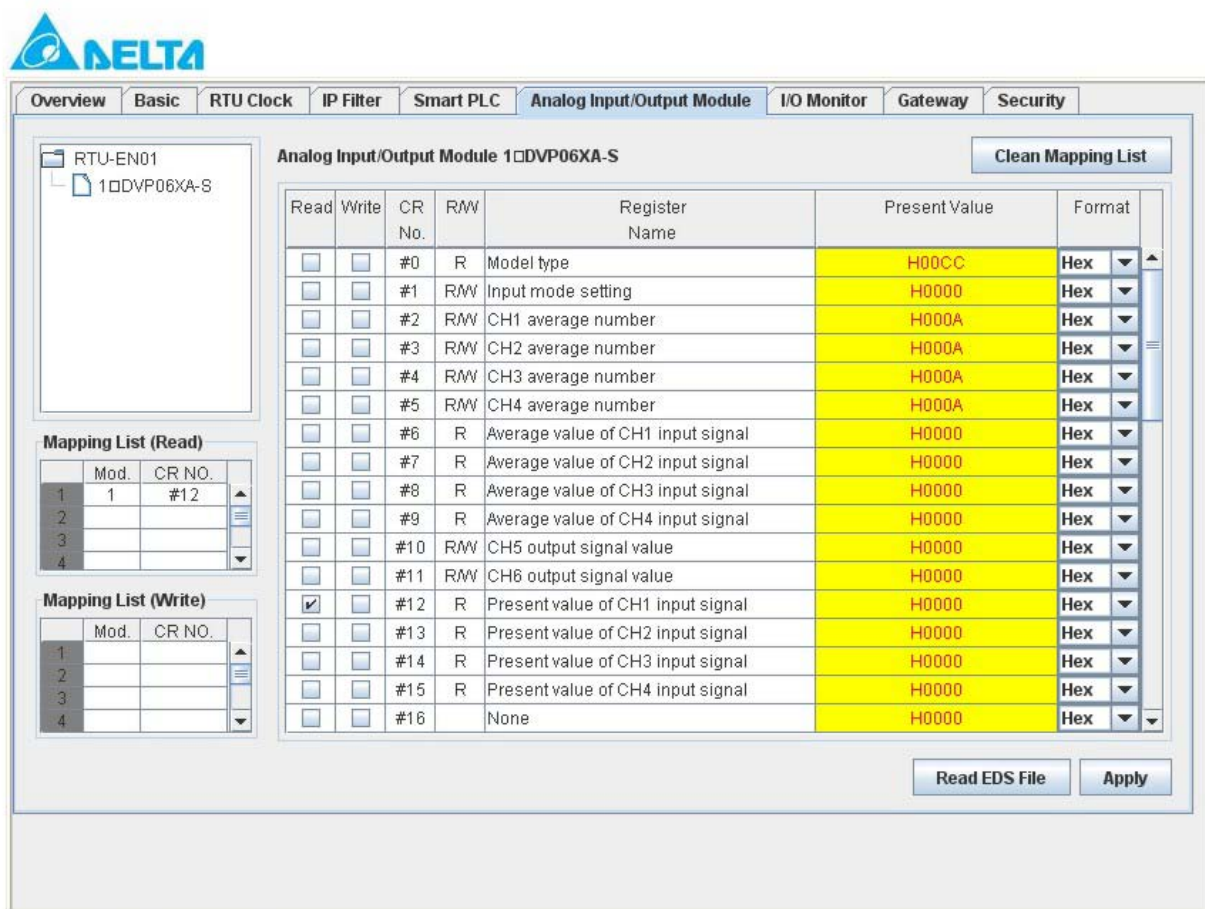 DELTA
Overview Basic RTU Clock IP Filter Smart PLC Analog Input/Output Module I/O Monitor Gateway Security
RTU-EN01
1□DVP06XA-S
Analog Input/Output Module 1□DVP06XA-S
Clean Mapping List
Read Write CR No. R/W Register Name Present Value Format
#0 R Model type H00CC Hex
#1 R/W Input mode setting H0000 Hex
#2 R/W CH1 average number H000A Hex
#3 R/W CH2 average number H000A Hex
#4 R/W CH3 average number H000A Hex
#5 R/W CH4 average number H000A Hex
#6 R Average value of CH1 input signal H0000 Hex
#7 R Average value of CH2 input signal H0000 Hex
#8 R Average value of CH3 input signal H0000 Hex
#9 R Average value of CH4 input signal H0000 Hex
#10 R/W CH5 output signal value H0000 Hex
#11 R/W CH6 output signal value H0000 Hex
#12 R Present value of CH1 input signal H0000 Hex
#13 R Present value of CH2 input signal H0000 Hex
#14 R Present value of CH3 input signal H0000 Hex
#15 R Present value of CH4 input signal H0000 Hex
#16 None H0000 Hex
Mapping List (Read)
Mod. CR NO.
1 1 #12
2
3
4
Mapping List (Write)
Mod. CR NO.
1
2
3
4
Read EDS File
Apply